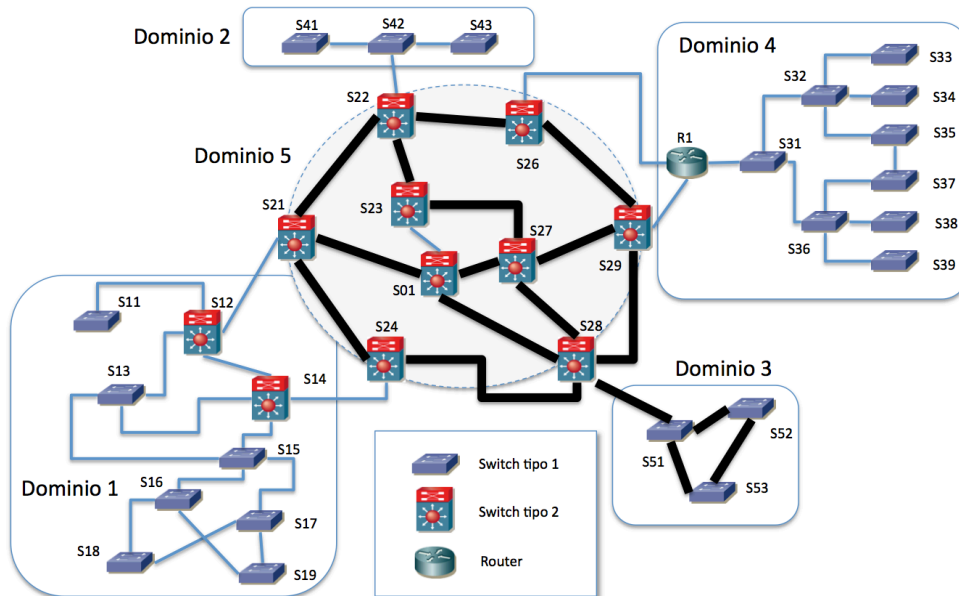 S41
S42
S43
Dominio 2
Dominio 4
S33
S32
S34
S22
R1
S31
S35
Dominio 5
S26
S37
S21
S23
S27
S38
S36
S29
S01
S39
S11
S12
S24
S28
S13
S14
Dominio 3
S52
S51
S15
Dominio 1
S16
S53
S17
S18
S19
Switch tipo 1
Switch tipo 2
Router